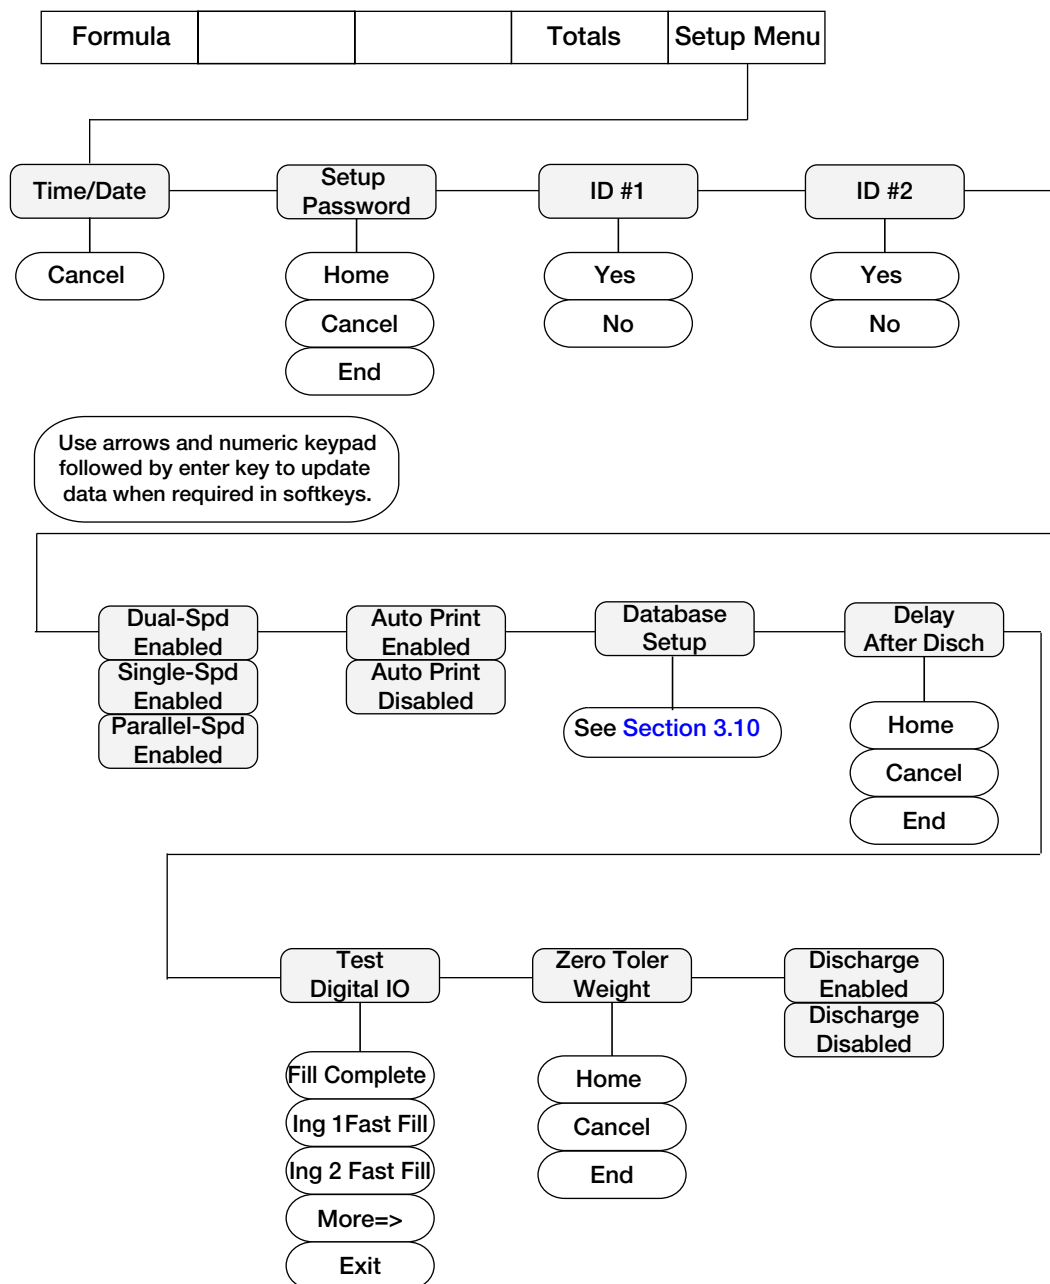 Formula
Totals
Setup Menu
Time/Date
Setup
Password
ID #1
ID #2
Cancel
Home
Cancel
End
Yes
No
Yes
No
Use arrows and numeric keypad
followed by enter key to update
data when required in softkeys.
Dual-Spd
Enabled
Single-Spd
Enabled
Parallel-Spd
Enabled
Auto Print
Enabled
Auto Print
Disabled
Database
Setup
See Section 3.10
Delay
After Disch
Home
Cancel
End
Test
Digital IO
Fill Complete
Ing 1Fast Fill
Ing 2 Fast Fill
More=>
Exit
Zero Toler
Weight
Home
Cancel
End
Discharge
Enabled
Discharge
Disabled